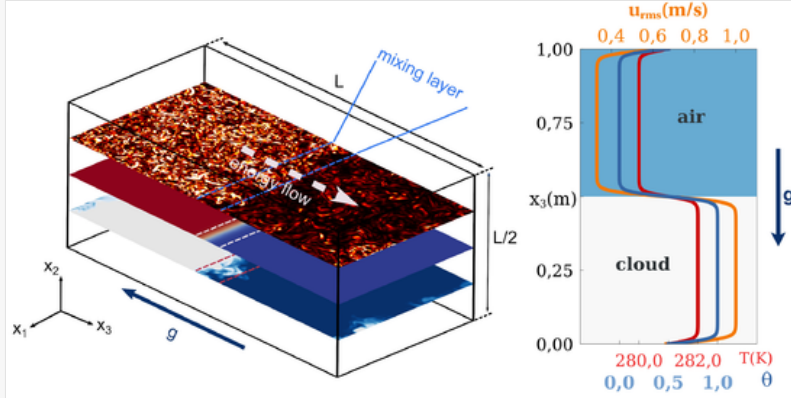 L
mixing layer
energy flow
L/2
x2
x1
x3
g
u_rms(m/s)
0,4 0,6 0,8 1,0
1,00
air
0,75
x3(m)
g
cloud
0,25
0,00
280,0 282,0 T(K)
0,0 0,5 1,0 θ